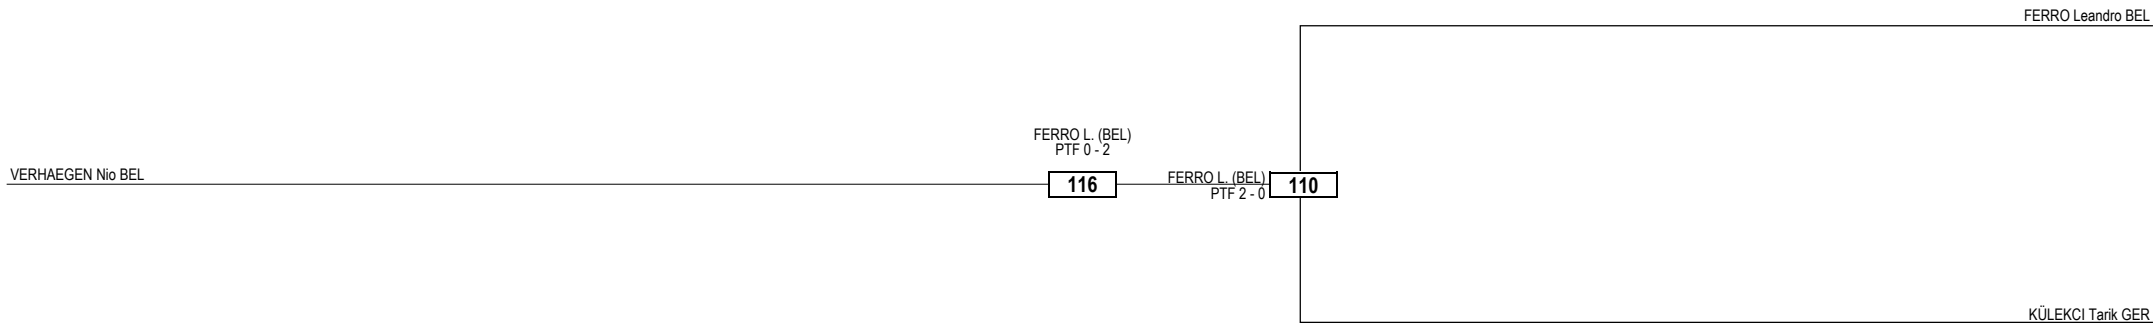 FERRO Leandro BEL
FERRO L. (BEL)
PTF 0 - 2
VERHAEGEN Nio BEL
116
FERRO L. (BEL)
PTF 2 - 0
110
KÜLEKCI Tarik GER